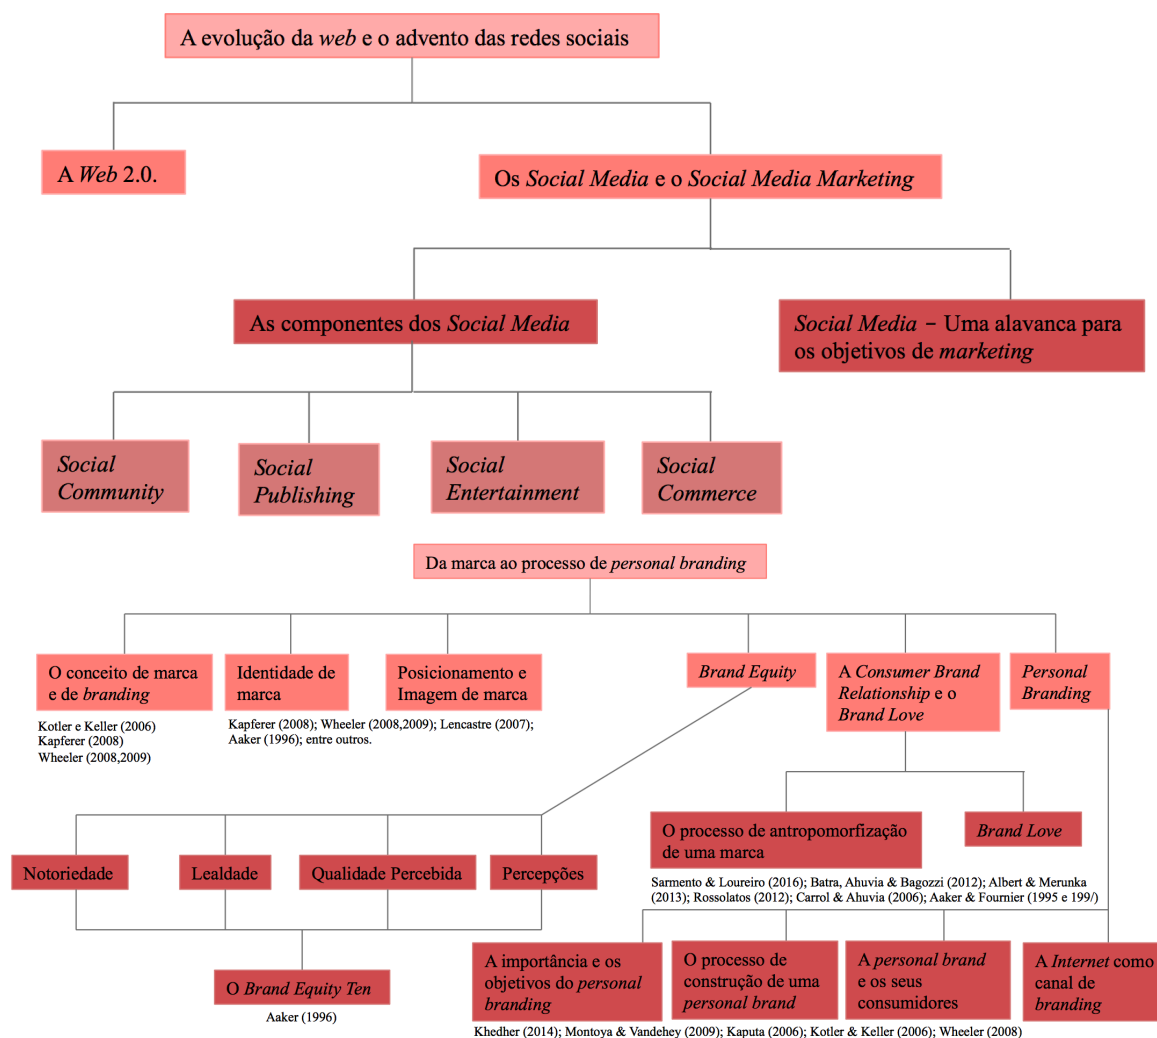 A evolução da web e o advento das redes sociais
A Web 2.0.
Os Social Media e o Social Media Marketing
As componentes dos Social Media
Social Media – Uma alavanca para
os objetivos de marketing
Social
Community
Social
Publishing
Social
Entertainment
Social
Commerce
Da marca ao processo de personal branding
O conceito de marca
e de branding
Identidade de
marca
Posicionamento e
Imagem de marca
Brand Equity
A Consumer Brand
Relationship e o
Brand Love
Personal
Branding
Kotler e Keller (2006)
Kapferer (2008)
Wheeler (2008,2009)
Kapferer (2008); Wheeler (2008,2009); Lencastre (2007);
Aaker (1996); entre outros.
O processo de antropomorfização
de uma marca
Brand Love
Notoriedade
Lealdade
Qualidade Percebida
Percepções
Sarmento & Loureiro (2016); Batra, Ahuvia & Bagozzi (2012); Albert & Merunka
(2013); Rossolatos (2012); Carrol & Ahuvia (2006); Aaker & Fournier (1995 e 199/)
O Brand Equity Ten
Aaker (1996)
A importância e os
objetivos do personal
branding
O processo de
construção de uma
personal brand
A personal brand
e os seus
consumidores
A Internet como
canal de
branding
Khedher (2014); Montoya & Vandehey (2009); Kaputa (2006); Kotler & Keller (2006); Wheeler (2008)